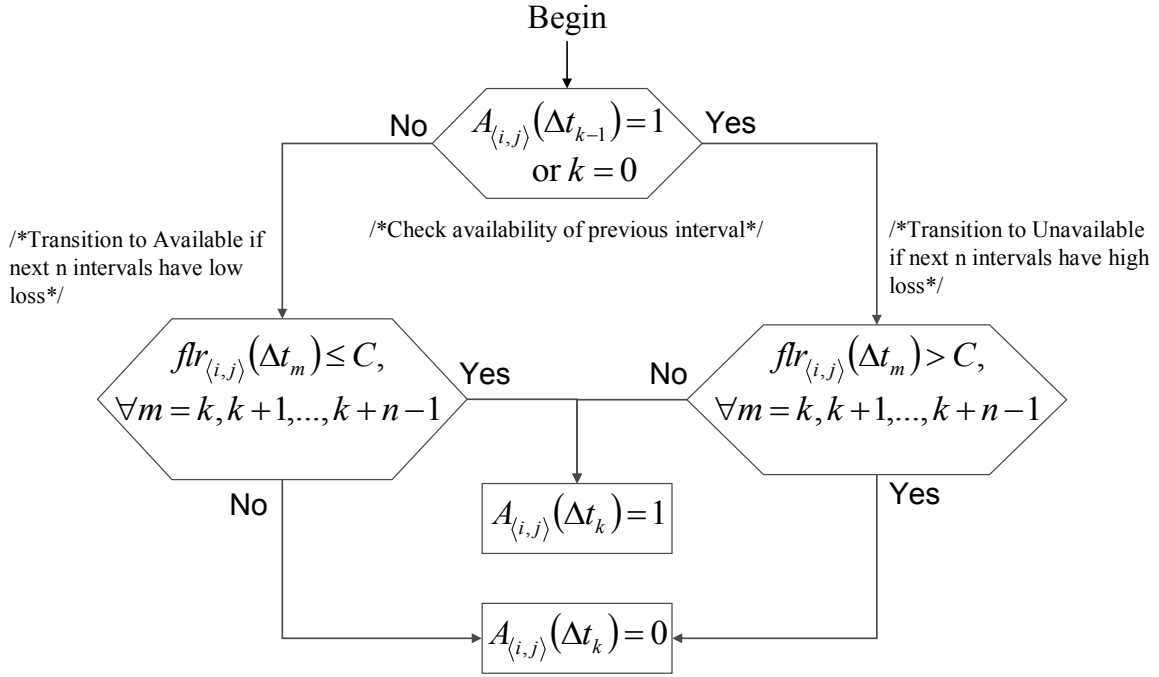 Begin
No
A⟨i,j⟩(Δt_{k−1}) = 1
Yes
or k = 0
/*Transition to Available if
next n intervals have low
loss*/
/*Check availability of previous interval*/
/*Transition to Unavailable
if next n intervals have high
loss*/
flr⟨i,j⟩(Δt_m) ≤ C,
∀m = k, k+1,..., k+n−1
Yes
No
flr⟨i,j⟩(Δt_m) > C,
∀m = k, k+1,..., k+n−1
No
Yes
A⟨i,j⟩(Δt_k) = 1
A⟨i,j⟩(Δt_k) = 0